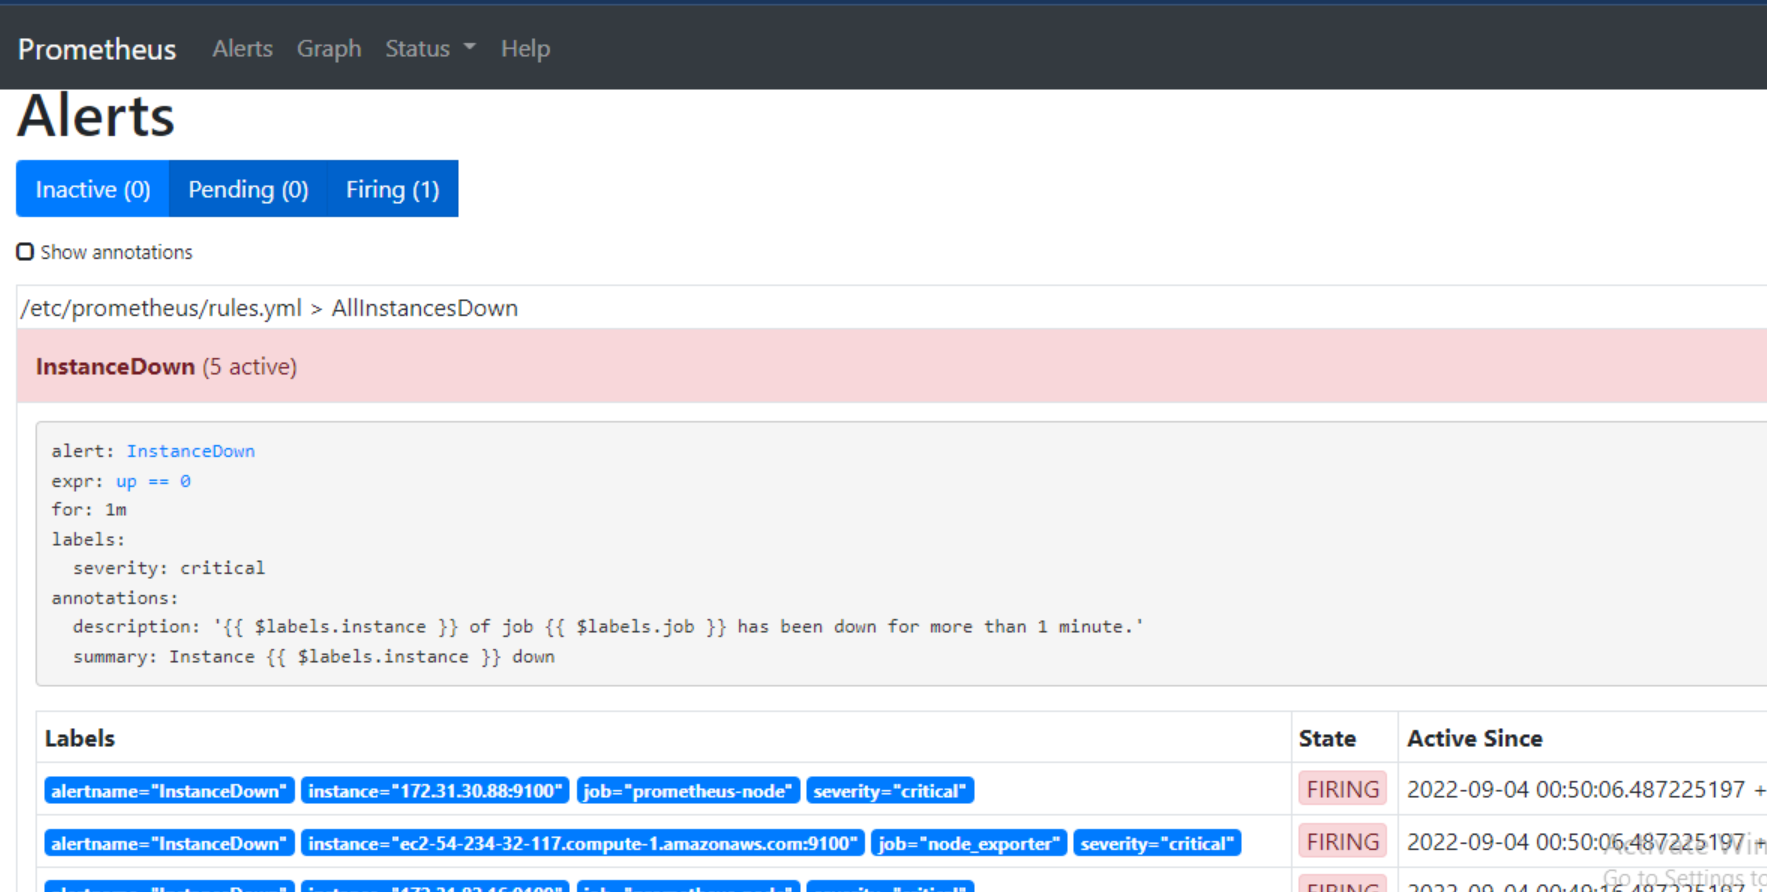 Prometheus Alerts Graph Status Help
Alerts
Inactive (0) Pending (0) Firing (1)
Show annotations
/etc/prometheus/rules.yml > AllInstancesDown
InstanceDown (5 active)
alert: InstanceDown
expr: up == 0
for: 1m
labels:
severity: critical
annotations:
description: '{{ $labels.instance }} of job {{ $labels.job }} has been down for more than 1 minute.'
summary: Instance {{ $labels.instance }} down
Labels State Active Since
alertname="InstanceDown" instance="172.31.30.88:9100" job="prometheus-node" severity="critical" FIRING 2022-09-04 00:50:06.487225197 +
alertname="InstanceDown" instance="ec2-54-234-32-117.compute-1.amazonaws.com:9100" job="node_exporter" severity="critical" FIRING 2022-09-04 00:50:06.487225197 +
Activate Win
Go to Settings to